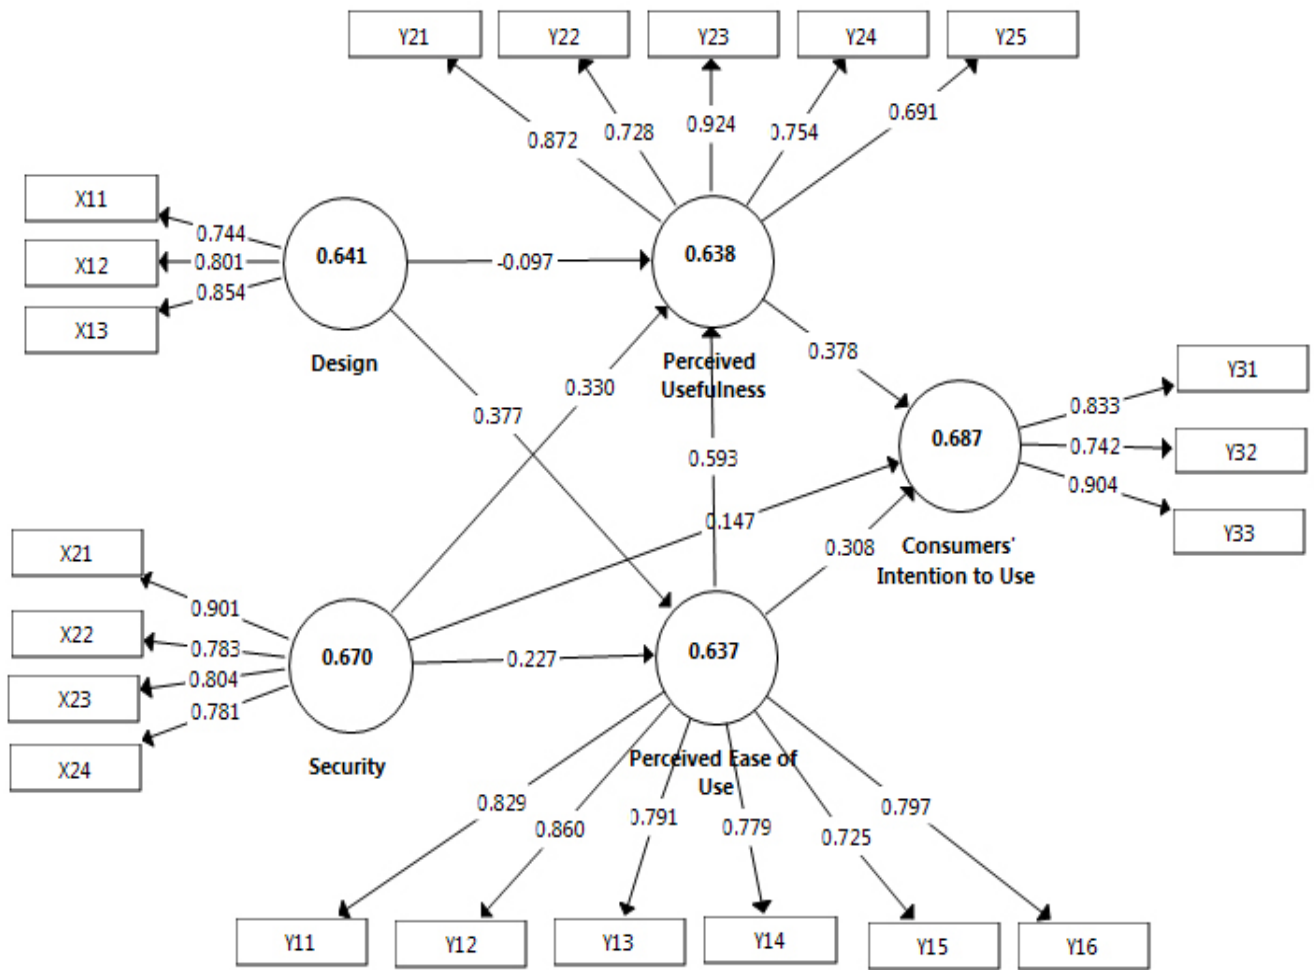 Y21
Y22
Y23
Y24
Y25
0.872
0.728
0.924
0.754
0.691
X11
X12
X13
0.744
0.801
0.854
0.641
Design
-0.097
0.638
Perceived
Usefulness
0.377
0.330
0.593
0.378
0.147
0.308
0.687
Consumers'
Intention to Use
0.833
0.742
0.904
Y31
Y32
Y33
X21
X22
X23
X24
0.901
0.783
0.804
0.781
0.670
Security
0.227
0.637
Perceived Ease of
Use
0.829
0.860
0.791
0.779
0.725
0.797
Y11
Y12
Y13
Y14
Y15
Y16